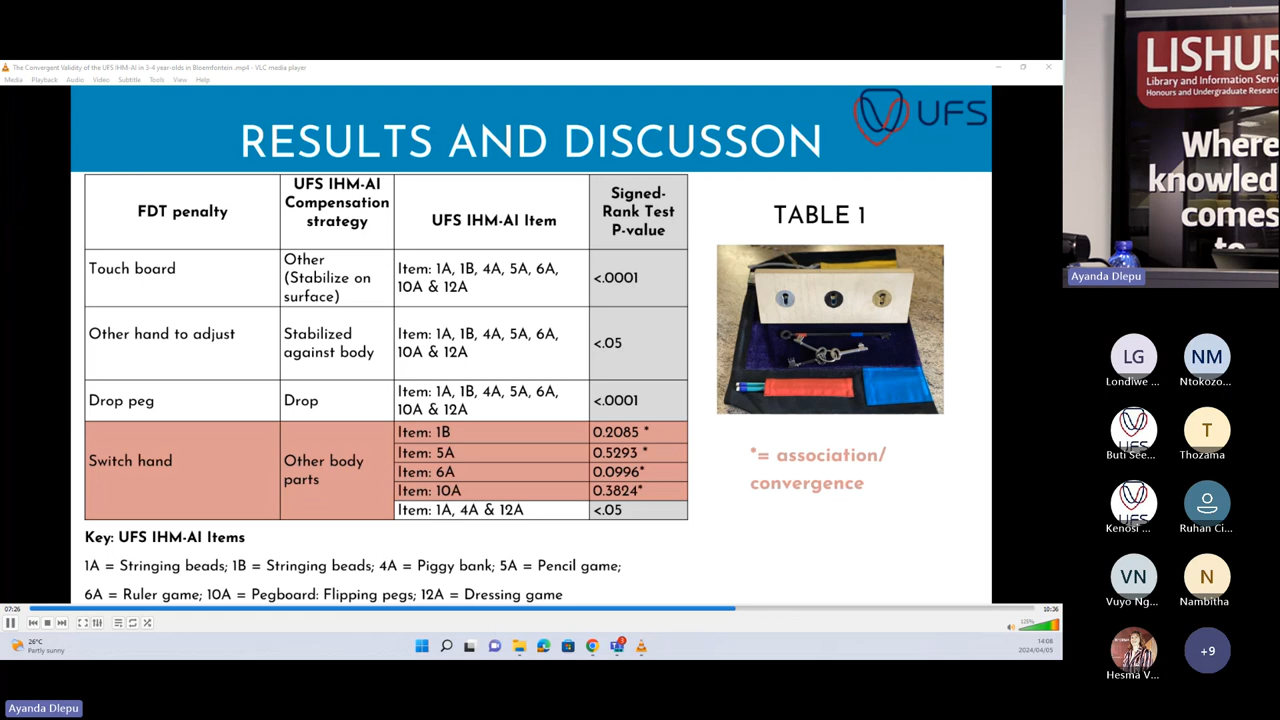 The Convergent Validity of the UFS IHM-AI in 3-4 year-olds in Bloemfontein .mp4 - VLC media player
Media Playback Audio Video Subtitle Tools View Help
UFS
RESULTS AND DISCUSSON
FDT penalty
UFS IHM-AI
Compensation
strategy
UFS IHM-AI Item
Signed-
Rank Test
P-value
Touch board
Other
(Stabilize on
surface)
Item: 1A, 1B, 4A, 5A, 6A,
10A & 12A
<.0001
Other hand to adjust
Stabilized
against body
Item: 1A, 1B, 4A, 5A, 6A,
10A & 12A
<.05
Drop peg
Drop
Item: 1A, 1B, 4A, 5A, 6A,
10A & 12A
<.0001
Switch hand
Other body
parts
Item: 1B
0.2085 *
Item: 5A
0.5293 *
Item: 6A
0.0996*
Item: 10A
0.3824*
Item: 1A, 4A & 12A
<.05
TABLE 1
*= association/
convergence
Key: UFS IHM-AI Items
1A = Stringing beads; 1B = Stringing beads; 4A = Piggy bank; 5A = Pencil game;
6A = Ruler game; 10A = Pegboard: Flipping pegs; 12A = Dressing game
07:26
10:36
125%
26°C
Partly sunny
3
14:08
2024/04/05
LISHUR
Library and Information Servi
Honours and Undergraduate Researc
Where
knowled
comes
to
Ayanda Dlepu
LG
Londiwe ...
NM
Ntokozo...
UFS
Buti See...
T
Thozama
UFS
Kenosi ...
Ruhan Ci...
VN
Vuyo Ng...
N
Nambitha
Hesma V...
+9
Ayanda Dlepu